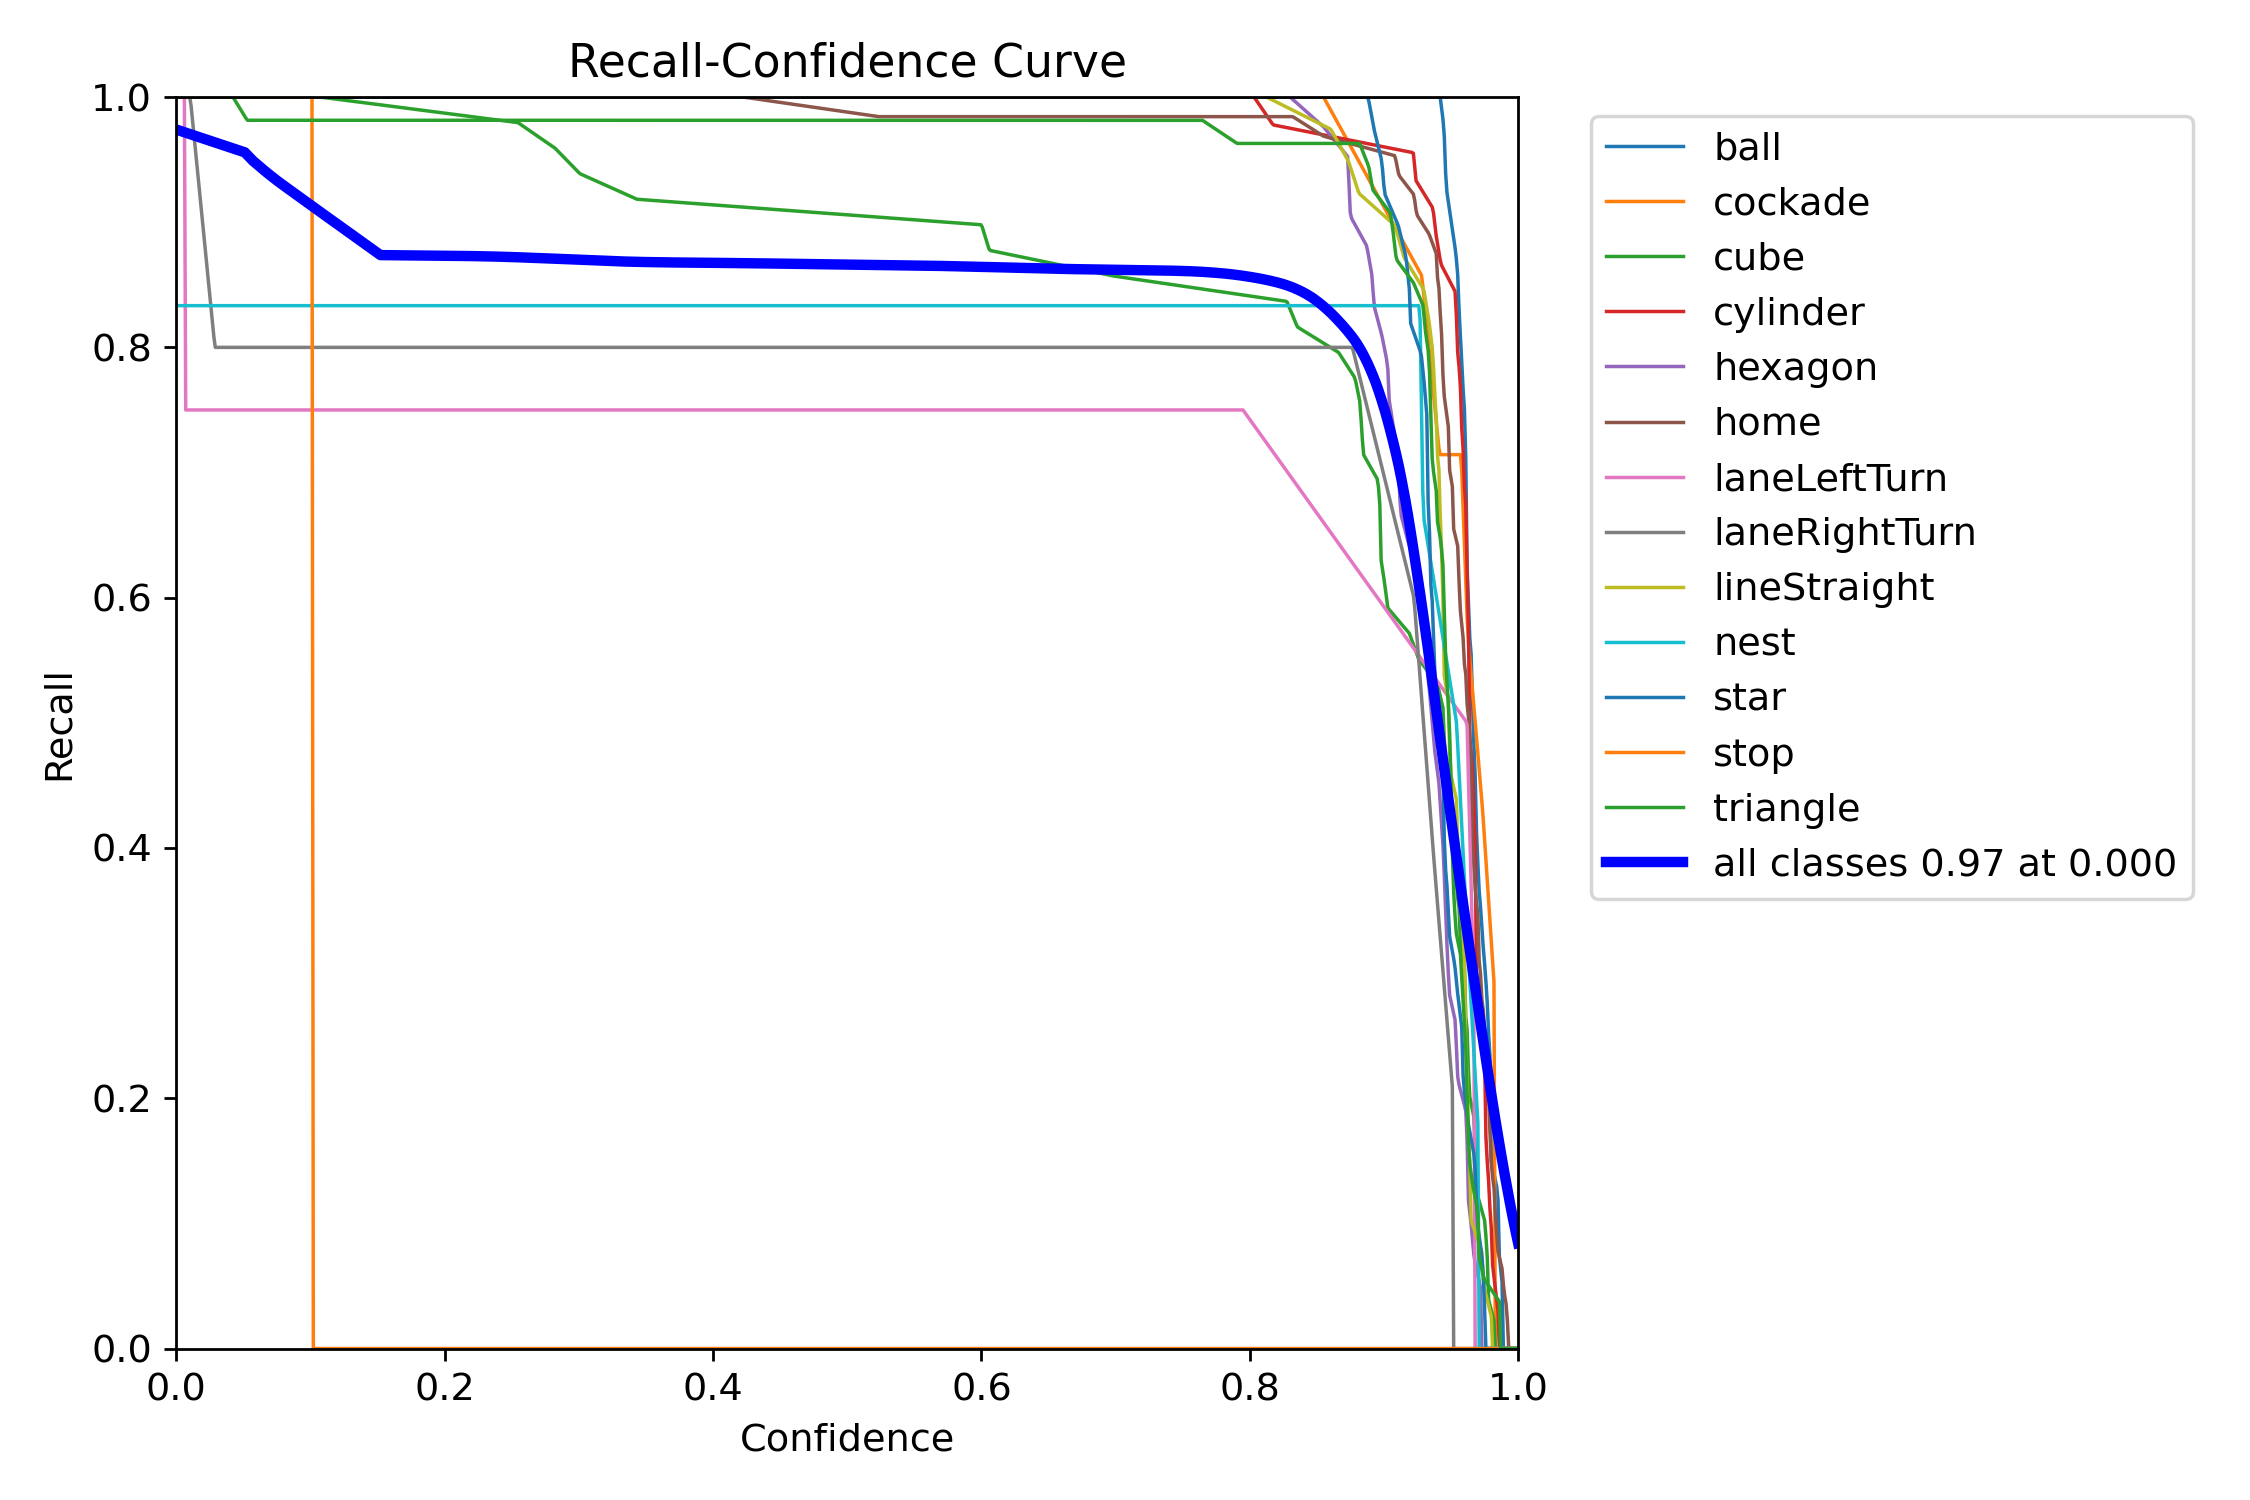 Recall-Confidence Curve
1.0
0.8
0.6
0.4
0.2
0.0
Recall
0.0 0.2 0.4 0.6 0.8 1.0
Confidence
ball
cockade
cube
cylinder
hexagon
home
laneLeftTurn
laneRightTurn
lineStraight
nest
star
stop
triangle
all classes 0.97 at 0.000